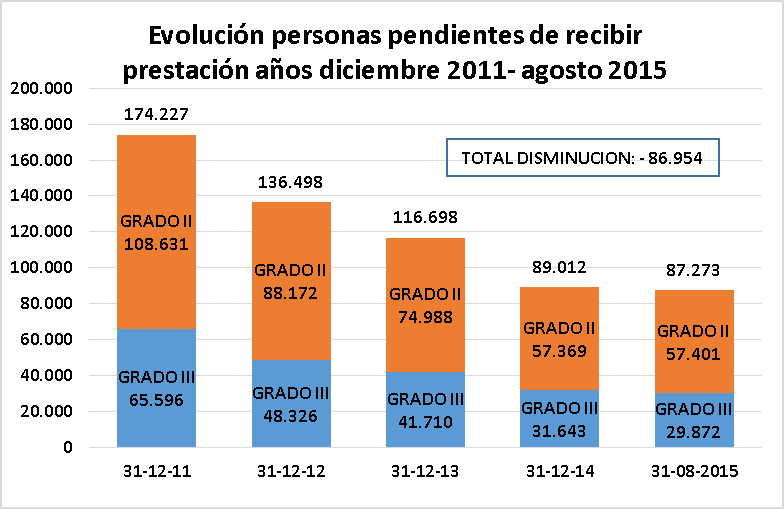 Evolución personas pendientes de recibir
prestación años diciembre 2011- agosto 2015
200.000
180.000
160.000
140.000
120.000
100.000
80.000
60.000
40.000
20.000
0
TOTAL DISMINUCION: - 86.954
174.227
GRADO II
108.631
GRADO III
65.596
136.498
GRADO II
88.172
GRADO III
48.326
116.698
GRADO II
74.988
GRADO III
41.710
89.012
GRADO II
57.369
GRADO III
31.643
87.273
GRADO II
57.401
GRADO III
29.872
31-12-11
31-12-12
31-12-13
31-12-14
31-08-2015